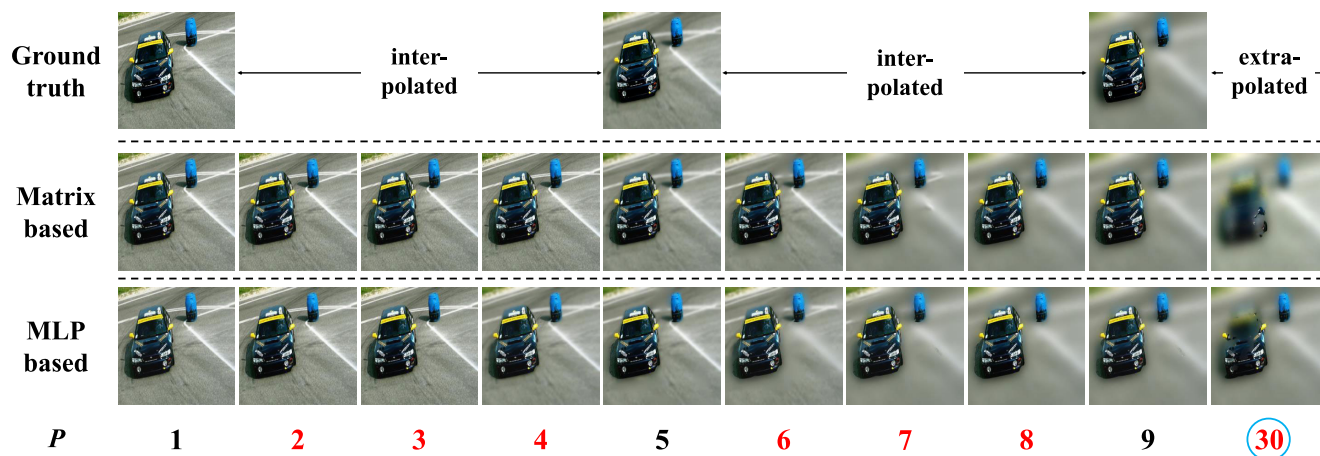 Ground
truth
inter-
polated
inter-
polated
extra-
polated
Matrix
based
MLP
based
P 1 2 3 4 5 6 7 8 9 30